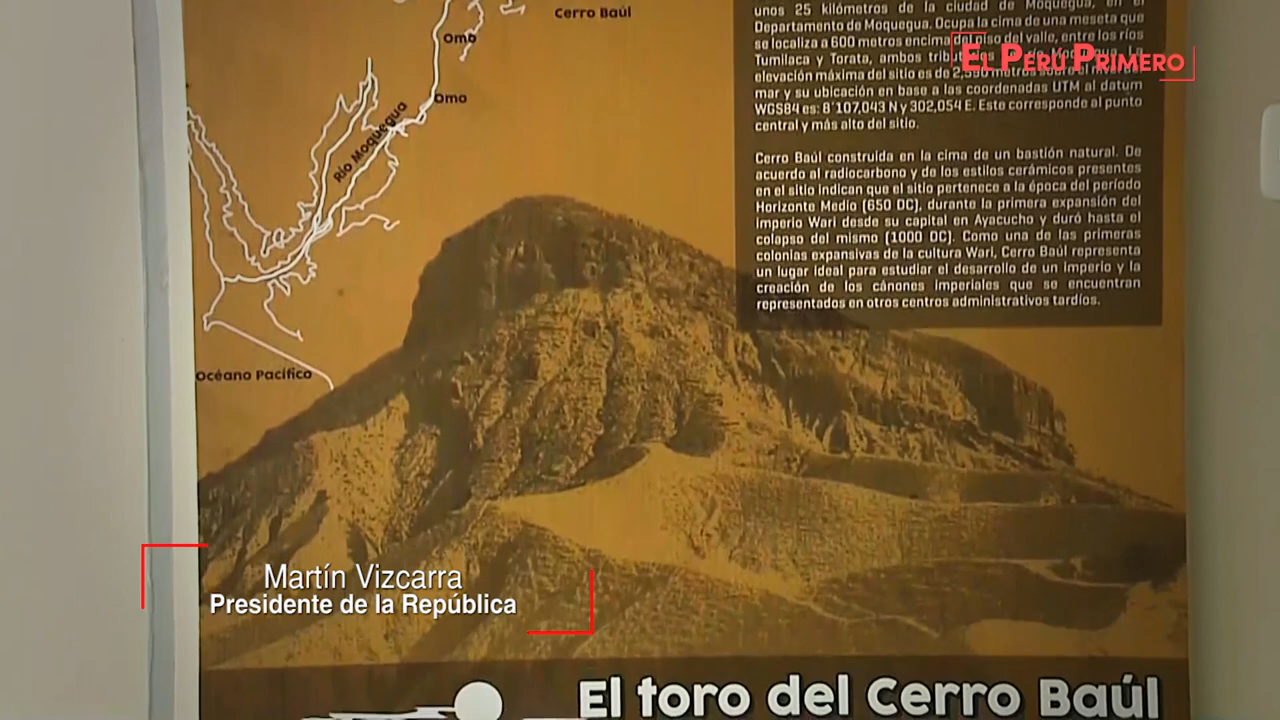 Cerro Baúl
Omo
Omo
Río Moquegua
Océano Pacífico
unos 25 kilómetros de la ciudad de Moquegua, en el
Departamento de Moquegua. Ocupa la cima de una meseta que
se localiza a 600 metros encima del piso del valle, entre los ríos
Tumilaca y Torata, ambos
elevación máxima del sitio es de
mar y su ubicación en base a las coordenadas UTM al datum
WGS84 es: 8'107,043 N y 302,054 E. Este corresponde al punto
central y más alto del sitio.
Cerro Baúl construida en la cima de un bastión natural. De
acuerdo al radiocarbono y de los estilos cerámicos presentes
en el sitio indican que el sitio pertenece a la época del período
Horizonte Medio (650 DC), durante la primera expansión del
imperio Wari desde su capital en Ayacucho y duró hasta el
colapso del mismo (1000 DC). Como una de las primeras
colonias expansivas de la cultura Wari, Cerro Baúl representa
un lugar ideal para estudiar el desarrollo de un imperio y la
creación de los cánones imperiales que se encuentran
representados en otros centros administrativos tardíos.
EL PERÚ PRIMERO
Martín Vizcarra
Presidente de la República
El toro del Cerro Baúl